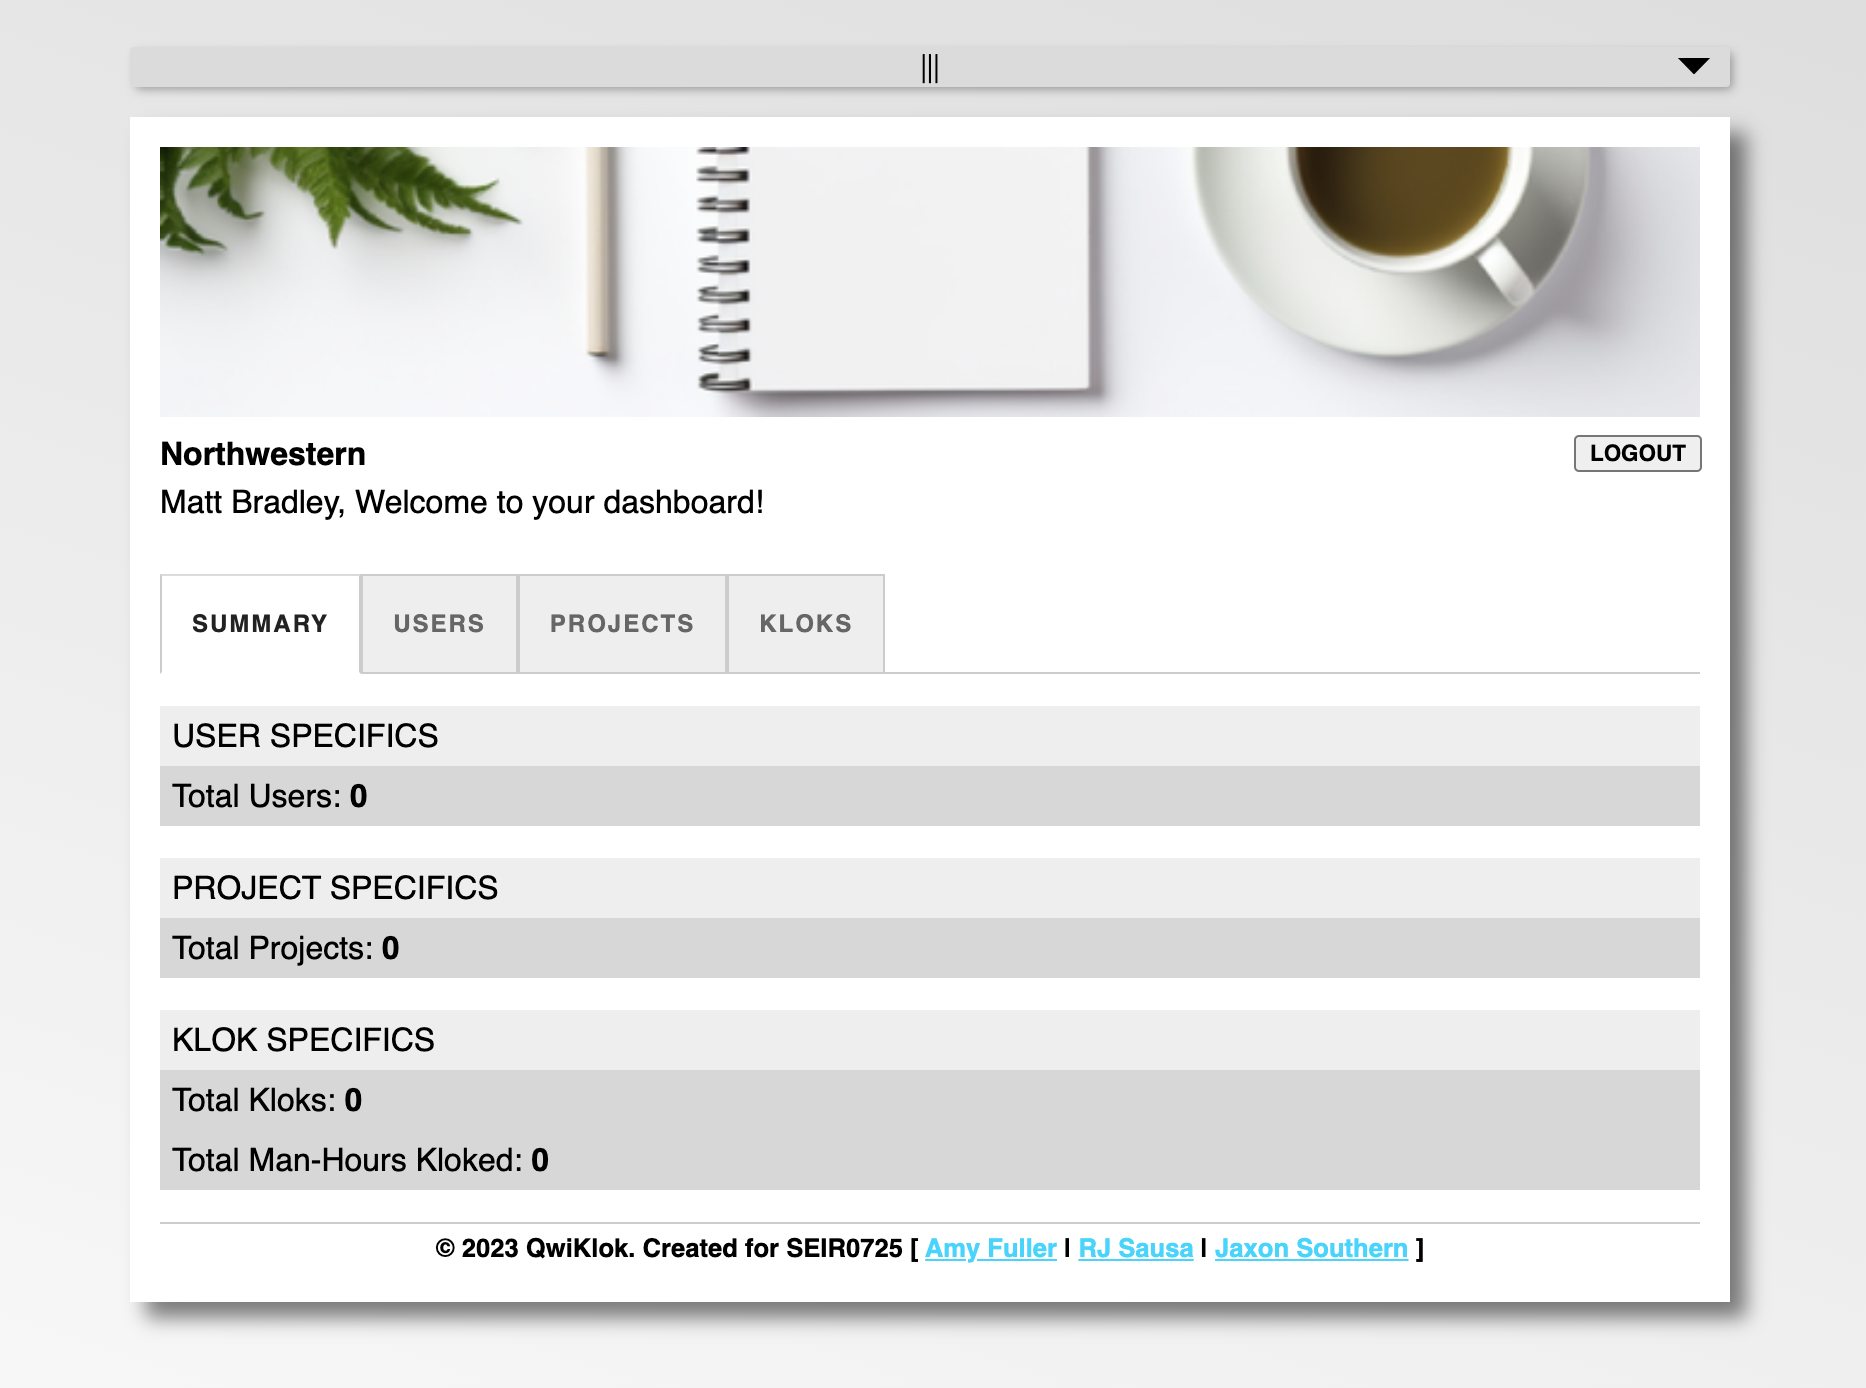 Northwestern
LOGOUT
Matt Bradley, Welcome to your dashboard!
SUMMARY
USERS
PROJECTS
KLOKS
USER SPECIFICS
Total Users: 0
PROJECT SPECIFICS
Total Projects: 0
KLOK SPECIFICS
Total Kloks: 0
Total Man-Hours Kloked: 0
© 2023 QwiKlok. Created for SEIR0725 [ Amy Fuller | RJ Sausa | Jaxon Southern ]